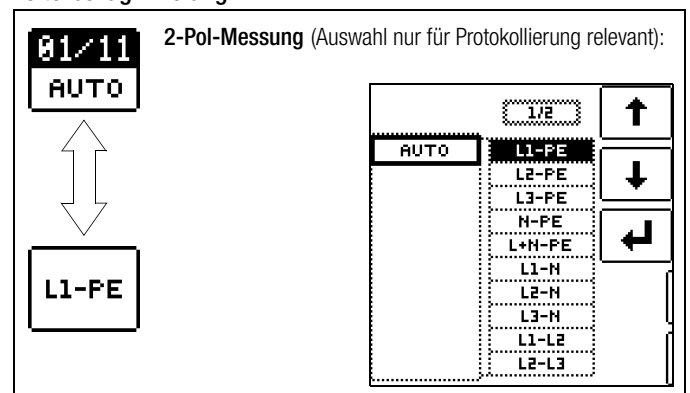 01/11
AUTO
L1-PE
2-Pol-Messung (Auswahl nur für Protokollierung relevant):
1/2
AUTO
L1-PE
L2-PE
L3-PE
N-PE
L+N-PE
L1-N
L2-N
L3-N
L1-L2
L2-L3